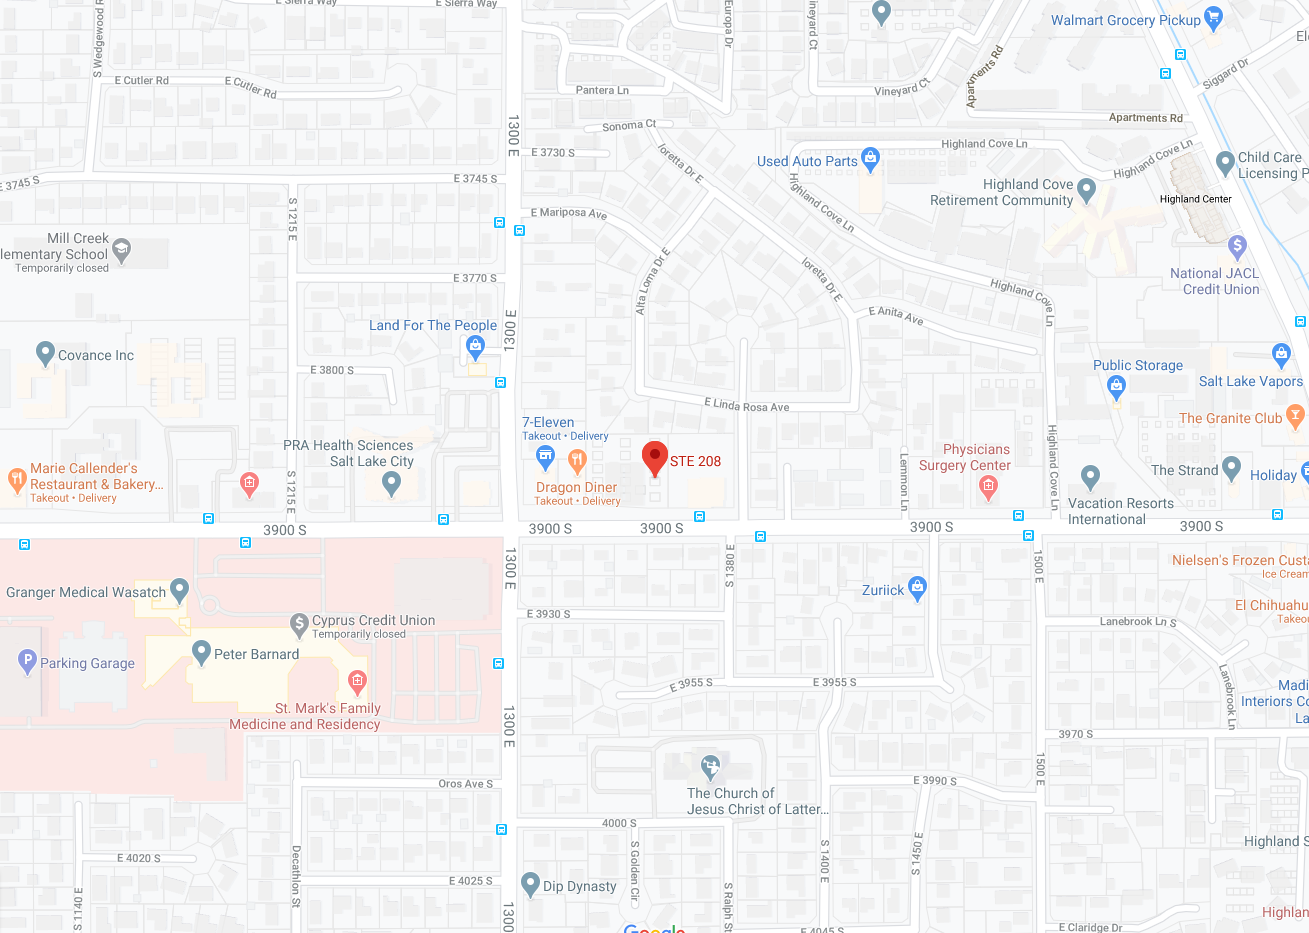 E Sierra Way
E Sierra Way
S Wedgewood R
Europa Dr
Vineyard Ct
Walmart Grocery Pickup
E Cutler Rd
E Cutler Rd
Pantera Ln
Vineyard Ct
Apartments Rd
Siggard Dr
Apartments Rd
1300 E
Sonoma Ct
E 3730 S
loretta Dr E
Used Auto Parts
Highland Cove Ln
Highland Cove Ln
Child Care
Licensing P
E 3745 S
E 3745 S
Highland Cove Ln
Highland Cove
Retirement Community
Highland Center
S 1215 E
E Mariposa Ave
Mill Creek
lementary School
Temporarily closed
National JACL
Credit Union
E 3770 S
Alta Loma Dr E
loretta Dr E
Highland Cove Ln
Land For The People
1300 E
E Anita Ave
Covance Inc
E 3800 S
Public Storage
Salt Lake Vapors
E Linda Rosa Ave
The Granite Club
7-Eleven
Takeout • Delivery
PRA Health Sciences
Salt Lake City
STE 208
Physicians
Surgery Center
Highland Cove Ln
Marie Callender's
Restaurant & Bakery...
Takeout • Delivery
S 1215 E
Dragon Diner
Takeout • Delivery
Lemmon Ln
The Strand
Holiday
Vacation Resorts
International
3900 S
3900 S
3900 S
3900 S
3900 S
1300 E
S 1380 E
1500 E
Nielsen's Frozen Custa
Ice Cream
Granger Medical Wasatch
Zuriick
El Chihuahu
Takeo
Cyprus Credit Union
Temporarily closed
E 3930 S
Lanebrook Ln S
Parking Garage
Peter Barnard
E 3955 S
E 3955 S
Lanebrook Ln
Madi
Interiors Co
La
St. Mark's Family
Medicine and Residency
1300 E
3970 S
1500 E
Oros Ave S
E 3990 S
The Church of
Jesus Christ of Latter...
4000 S
Highland S
E 4020 S
Decathlon St
S Golden Cir
S 1400 E
S 1450 E
E 4025 S
Dip Dynasty
S 1140 E
1300
S Ralph St
Highlan
E 4045 S
E Claridge Dr
Google